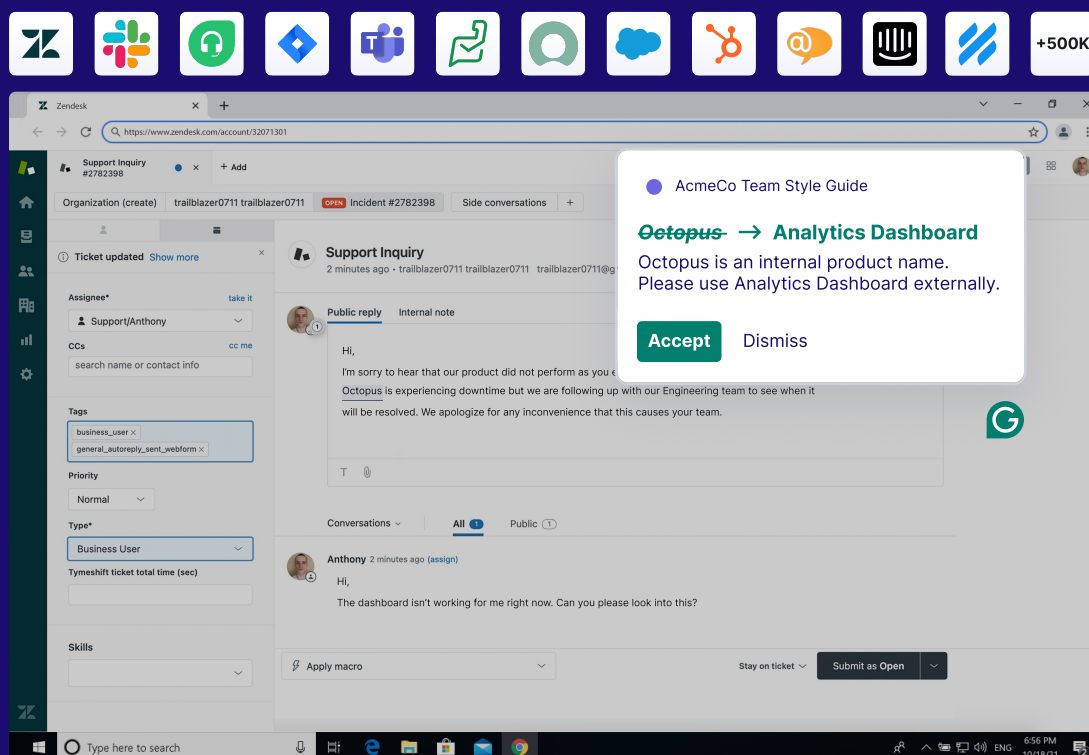 +500K
Zendesk
https://www.zendesk.com/account/32071301
Support Inquiry
#2782398
+ Add
Organization (create)
trailblazer0711 trailblazer0711
OPEN Incident #2782398
Side conversations
+
Ticket updated Show more
Assignee*
take it
Support/Anthony
CCs
cc me
search name or contact info
Tags
business_user ×
general_autoreply_sent_webform ×
Priority
Normal
Type*
Business User
Tymeshift ticket total time (sec)
Skills
Support Inquiry
2 minutes ago • trailblazer0711 trailblazer0711 trailblazer0711@g
1
Public reply
Internal note
Hi,
I'm sorry to hear that our product did not perform as you e
Octopus is experiencing downtime but we are following up with our Engineering team to see when it
will be resolved. We apologize for any inconvenience that this causes your team.
T
AcmeCo Team Style Guide
Octopus → Analytics Dashboard
Octopus is an internal product name.
Please use Analytics Dashboard externally.
Accept
Dismiss
G
Conversations
All 1
Public 1
Anthony 2 minutes ago (assign)
Hi,
The dashboard isn't working for me right now. Can you please look into this?
Apply macro
Stay on ticket
Submit as Open
Type here to search
ENG
6:56 PM
10/18/21